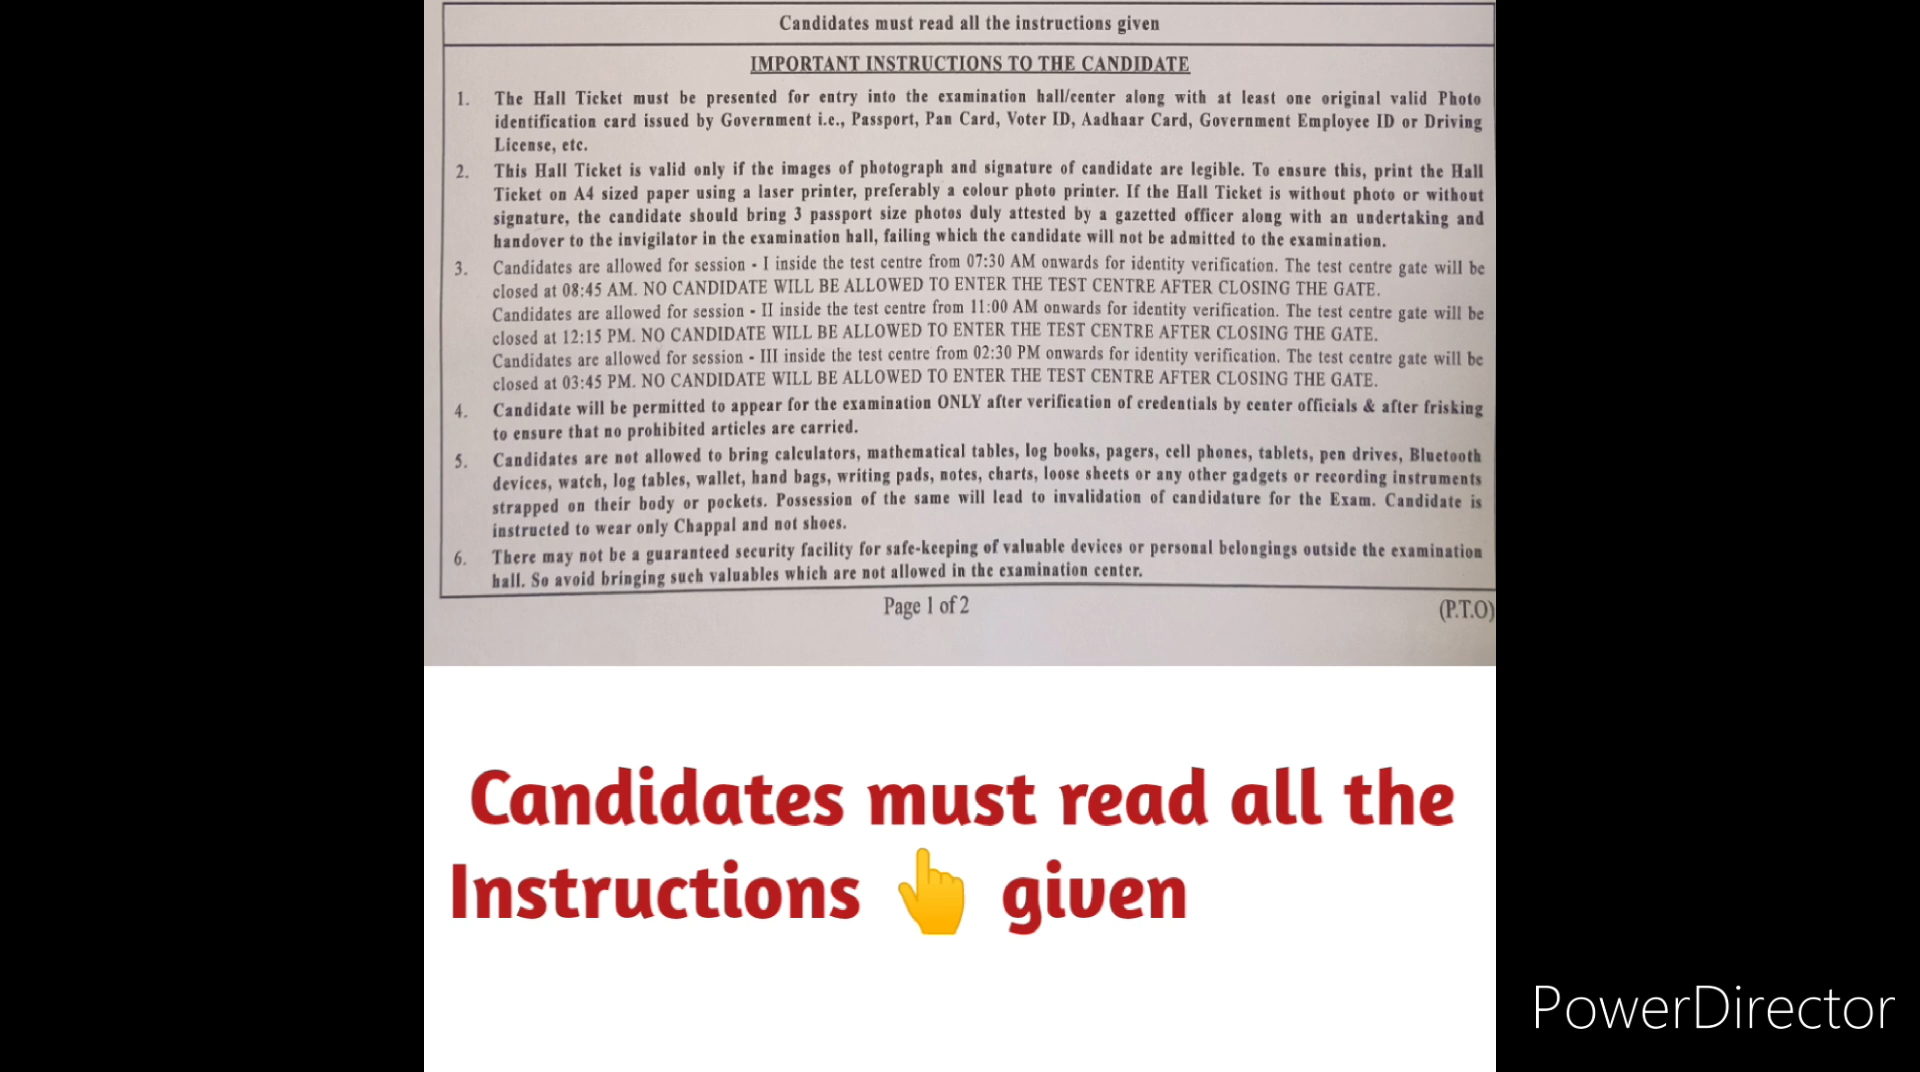 Candidates must read all the instructions given
IMPORTANT INSTRUCTIONS TO THE CANDIDATE
1. The Hall Ticket must be presented for entry into the examination hall/center along with at least one original valid Photo
identification card issued by Government i.e., Passport, Pan Card, Voter ID, Aadhaar Card, Government Employee ID or Driving
License, etc.
2. This Hall Ticket is valid only if the images of photograph and signature of candidate are legible. To ensure this, print the Hall
Ticket on A4 sized paper using a laser printer, preferably a colour photo printer. If the Hall Ticket is without photo or without
signature, the candidate should bring 3 passport size photos duly attested by a gazetted officer along with an undertaking and
handover to the invigilator in the examination hall, failing which the candidate will not be admitted to the examination.
3. Candidates are allowed for session - I inside the test centre from 07:30 AM onwards for identity verification. The test centre gate will be
closed at 08:45 AM. NO CANDIDATE WILL BE ALLOWED TO ENTER THE TEST CENTRE AFTER CLOSING THE GATE.
Candidates are allowed for session - II inside the test centre from 11:00 AM onwards for identity verification. The test centre gate will be
closed at 12:15 PM. NO CANDIDATE WILL BE ALLOWED TO ENTER THE TEST CENTRE AFTER CLOSING THE GATE.
Candidates are allowed for session - III inside the test centre from 02:30 PM onwards for identity verification. The test centre gate will be
closed at 03:45 PM. NO CANDIDATE WILL BE ALLOWED TO ENTER THE TEST CENTRE AFTER CLOSING THE GATE.
4. Candidate will be permitted to appear for the examination ONLY after verification of credentials by center officials & after frisking
to ensure that no prohibited articles are carried.
5. Candidates are not allowed to bring calculators, mathematical tables, log books, pagers, cell phones, tablets, pen drives, Bluetooth
devices, watch, log tables, wallet, hand bags, writing pads, notes, charts, loose sheets or any other gadgets or recording instruments
strapped on their body or pockets. Possession of the same will lead to invalidation of candidature for the Exam. Candidate is
instructed to wear only Chappal and not shoes.
6. There may not be a guaranteed security facility for safe-keeping of valuable devices or personal belongings outside the examination
hall. So avoid bringing such valuables which are not allowed in the examination center.
Page 1 of 2
(P.T.O)
Candidates must read all the
Instructions 👆 given
PowerDirector